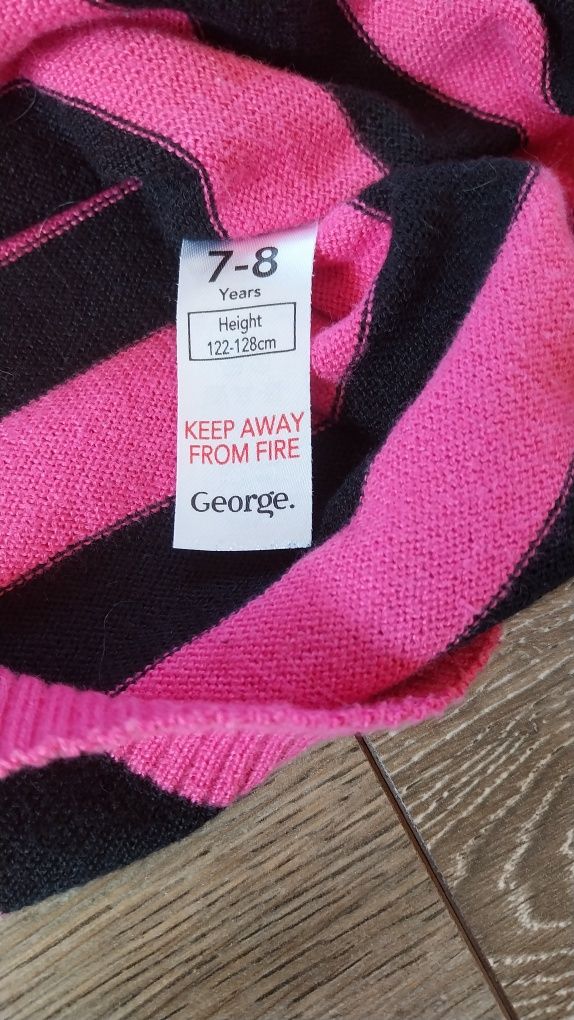 7-8
Years
Height
122-128cm
KEEP AWAY
FROM FIRE
George.